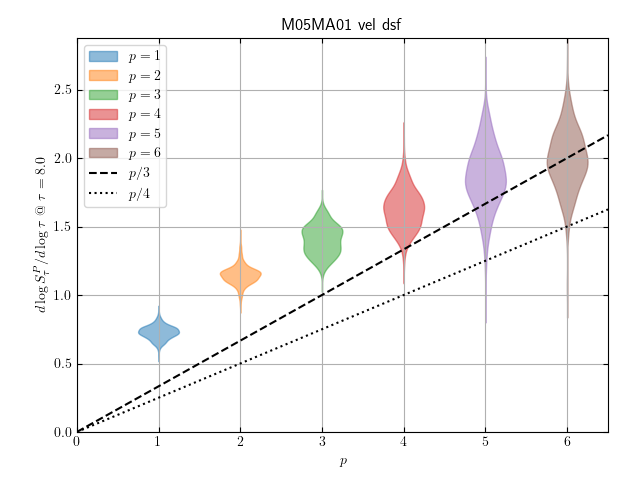 M05MA01 vel dsf
d log S_τ^P / d log τ @ τ = 8.0
2.5
2.0
1.5
1.0
0.5
0.0
p = 1
p = 2
p = 3
p = 4
p = 5
p = 6
p/3
p/4
0 1 2 3 4 5 6
p